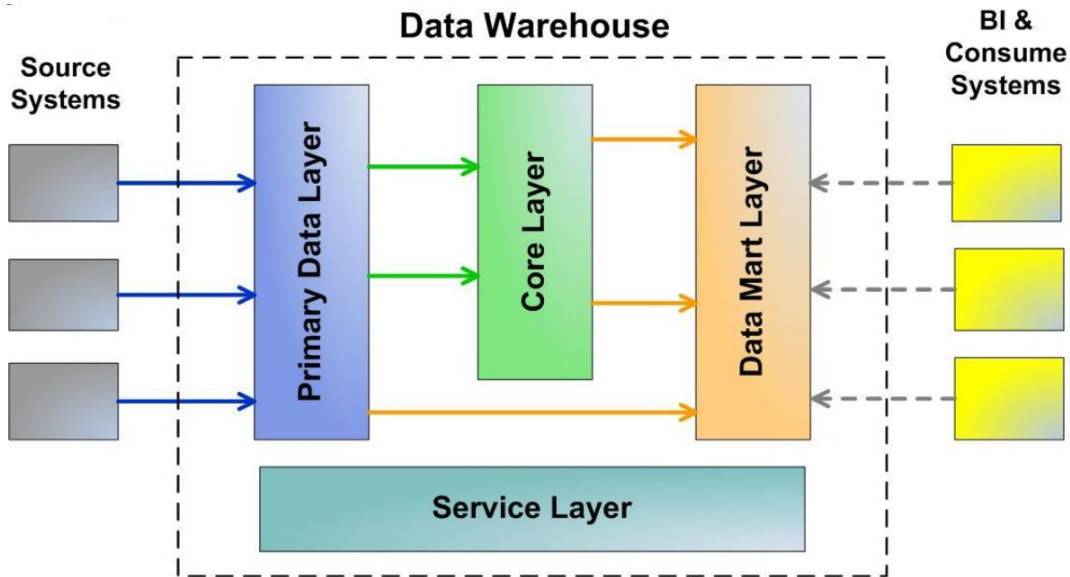 Data Warehouse
Source
Systems
BI &
Consume
Systems
Primary Data Layer
Core Layer
Data Mart Layer
Service Layer